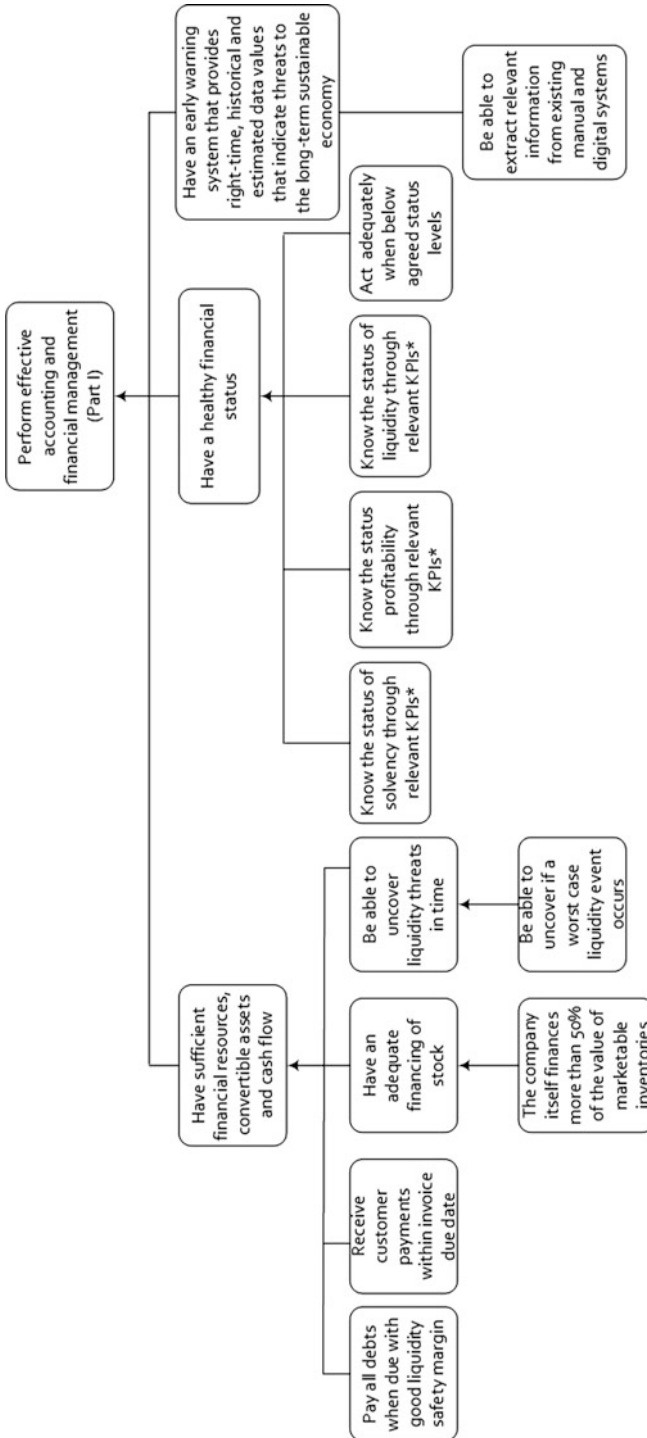 Perform effective
accounting and
financial management
(Part I)
Have sufficient
financial resources,
convertible assets
and cash flow
Have a healthy financial
status
Have an early warning
system that provides
right-time, historical and
estimated data values
that indicate threats to
the long-term sustainable
economy
Pay all debts
when due with
good liquidity
safety margin
Receive
customer
payments
within invoice
due date
Have an
adequate
financing of
stock
Be able to
uncover
liquidity threats
in time
Know the status of
solvency through
relevant KPIs*
Know the status
profitability
through relevant
KPIs*
Know the status of
liquidity through
relevant KPIs*
Act adequately
when below
agreed status
levels
Be able to
extract relevant
information
from existing
manual and
digital systems
The company
itself finances
more than 50%
of the value of
marketable
inventories
Be able to
uncover if a
worst case
liquidity event
occurs